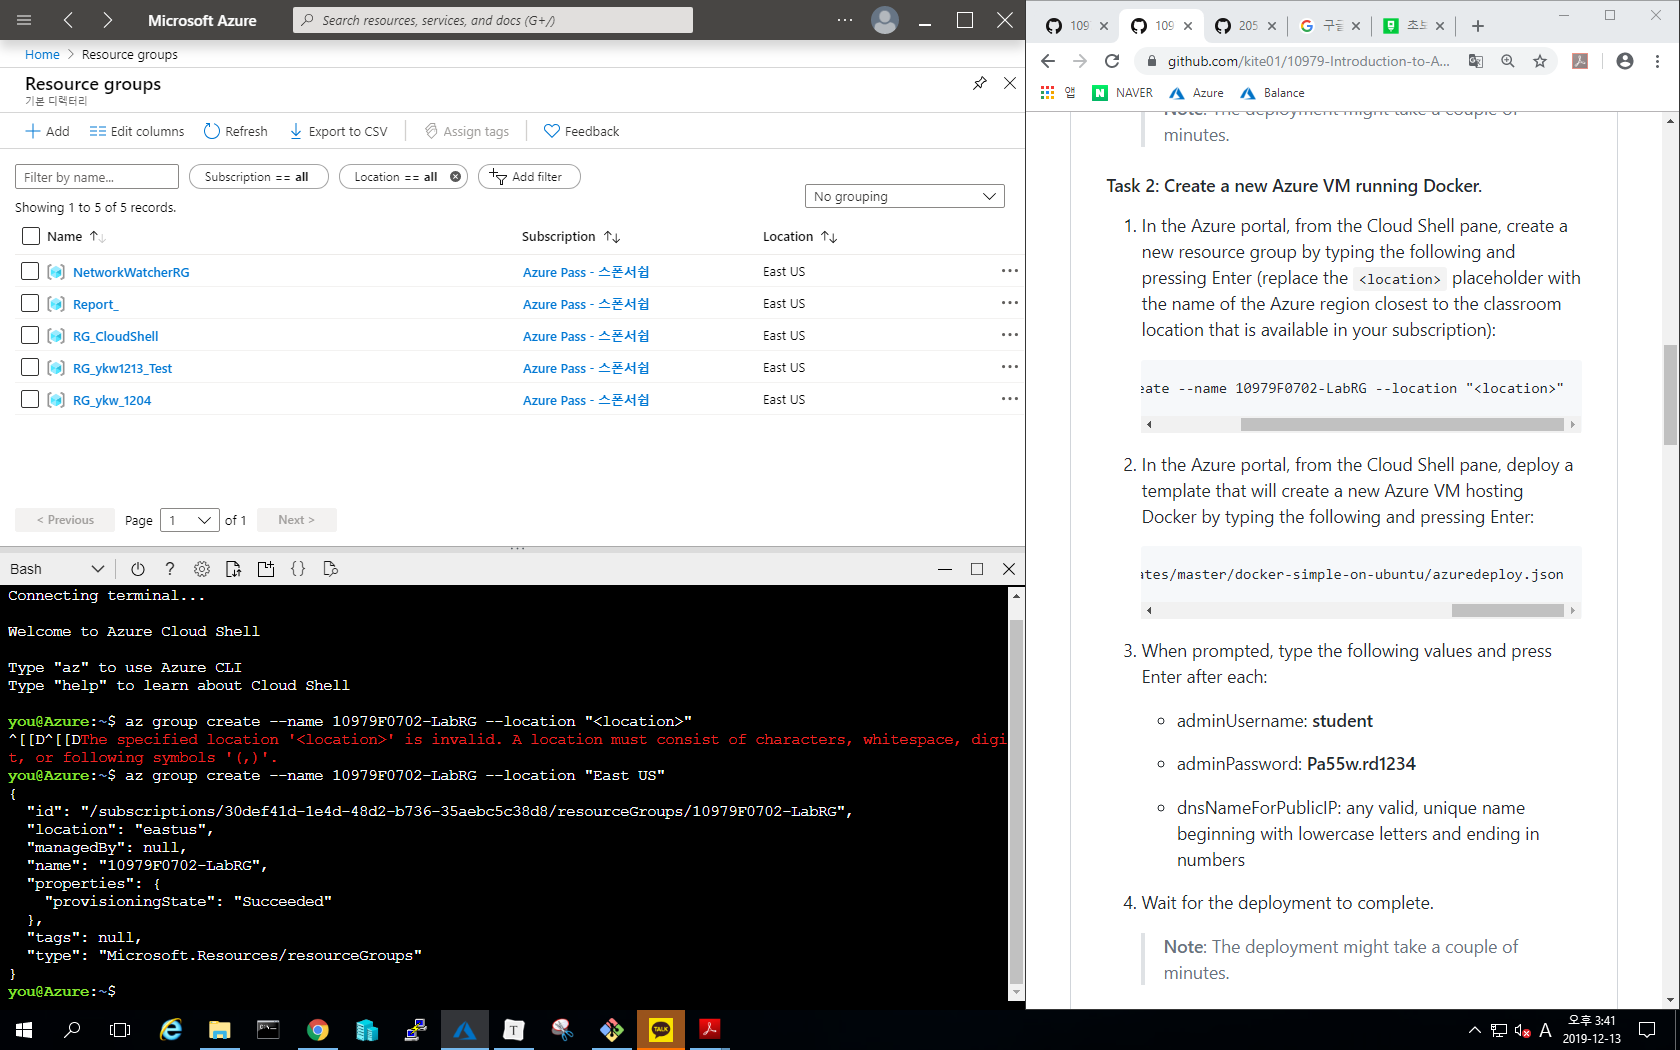 Microsoft Azure
Search resources, services, and docs (G+/)
Home > Resource groups
Resource groups
기본 디렉터리
Add
Edit columns
Refresh
Export to CSV
Assign tags
Feedback
Filter by name...
Subscription == all
Location == all
Add filter
Showing 1 to 5 of 5 records.
No grouping
Name
Subscription
Location
NetworkWatcherRG
Azure Pass - 스폰서쉽
East US
Report_
Azure Pass - 스폰서쉽
East US
RG_CloudShell
Azure Pass - 스폰서쉽
East US
RG_ykw1213_Test
Azure Pass - 스폰서쉽
East US
RG_ykw_1204
Azure Pass - 스폰서쉽
East US
< Previous
Page 1 of 1
Next >
Bash
Connecting terminal...
Welcome to Azure Cloud Shell
Type "az" to use Azure CLI
Type "help" to learn about Cloud Shell
you@Azure:~$ az group create --name 10979F0702-LabRG --location "<location>"
^[[D^[[DThe specified location '<location>' is invalid. A location must consist of characters, whitespace, digi
t, or following symbols '(,)'.
you@Azure:~$ az group create --name 10979F0702-LabRG --location "East US"
{
"id": "/subscriptions/30def41d-1e4d-48d2-b736-35aebc5c38d8/resourceGroups/10979F0702-LabRG",
"location": "eastus",
"managedBy": null,
"name": "10979F0702-LabRG",
"properties": {
"provisioningState": "Succeeded"
},
"tags": null,
"type": "Microsoft.Resources/resourceGroups"
}
you@Azure:~$
109
109
205
구글
초보
github.com/kite01/10979-Introduction-to-A...
앱
NAVER
Azure
Balance
Note: The deployment might take a couple of
minutes.
Task 2: Create a new Azure VM running Docker.
1. In the Azure portal, from the Cloud Shell pane, create a
new resource group by typing the following and
pressing Enter (replace the <location> placeholder with
the name of the Azure region closest to the classroom
location that is available in your subscription):
eate --name 10979F0702-LabRG --location "<location>"
2. In the Azure portal, from the Cloud Shell pane, deploy a
template that will create a new Azure VM hosting
Docker by typing the following and pressing Enter:
ates/master/docker-simple-on-ubuntu/azuredeploy.json
3. When prompted, type the following values and press
Enter after each:
adminUsername: student
adminPassword: Pa55w.rd1234
dnsNameForPublicIP: any valid, unique name
beginning with lowercase letters and ending in
numbers
4. Wait for the deployment to complete.
Note: The deployment might take a couple of
minutes.
TALK
A
오후 3:41
2019-12-13